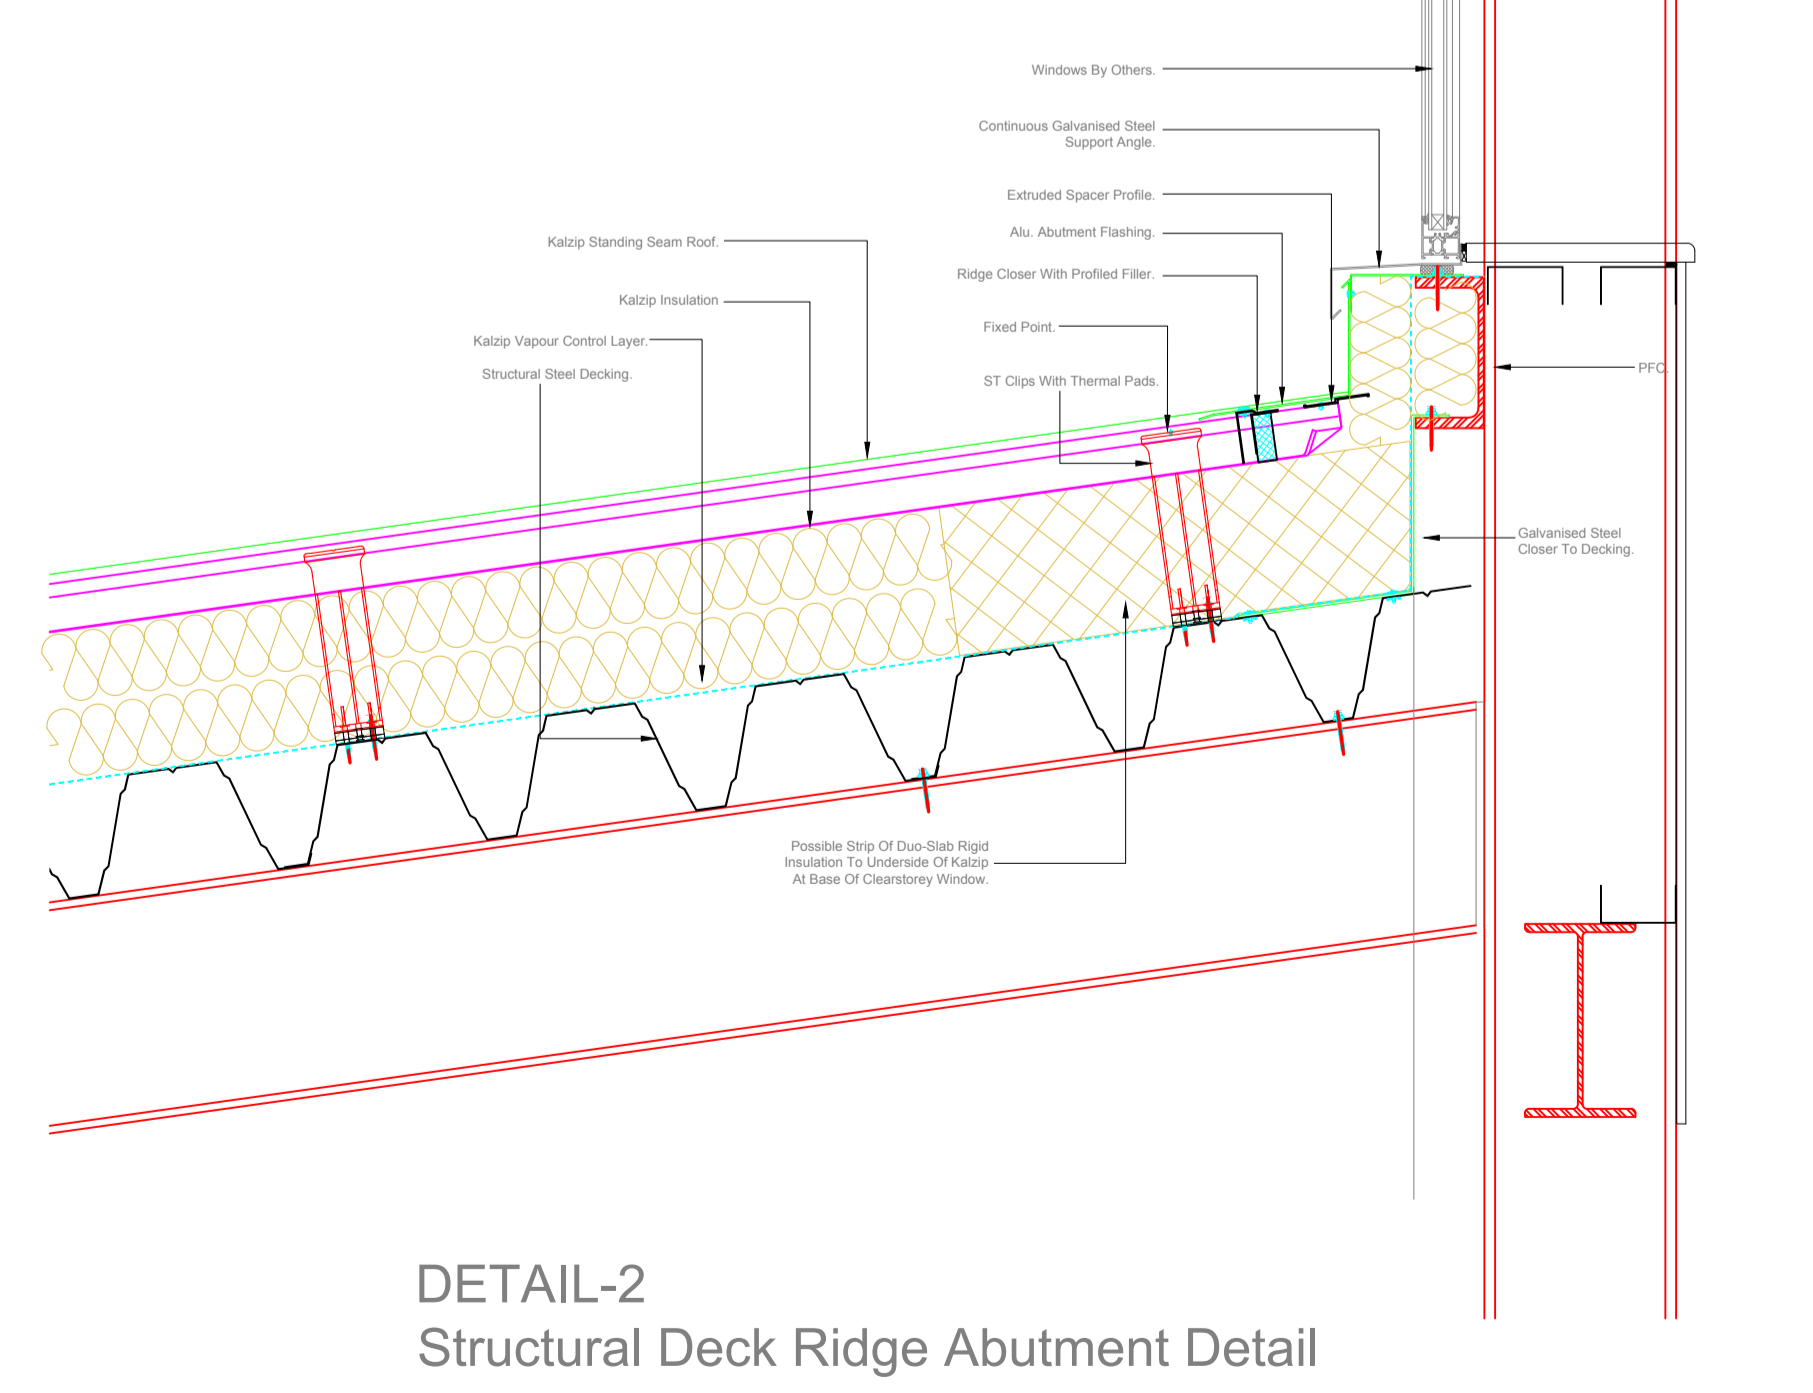 Windows By Others.
Continuous Galvanised Steel
Support Angle.
Extruded Spacer Profile.
Alu. Abutment Flashing.
Kalzip Standing Seam Roof.
Ridge Closer With Profiled Filler.
Kalzip Insulation
Fixed Point.
Kalzip Vapour Control Layer.
Structural Steel Decking.
ST Clips With Thermal Pads.
PFC.
Galvanised Steel
Closer To Decking.
Possible Strip Of Duo-Slab Rigid
Insulation To Underside Of Kalzip
At Base Of Clearstorey Window.
DETAIL-2
Structural Deck Ridge Abutment Detail